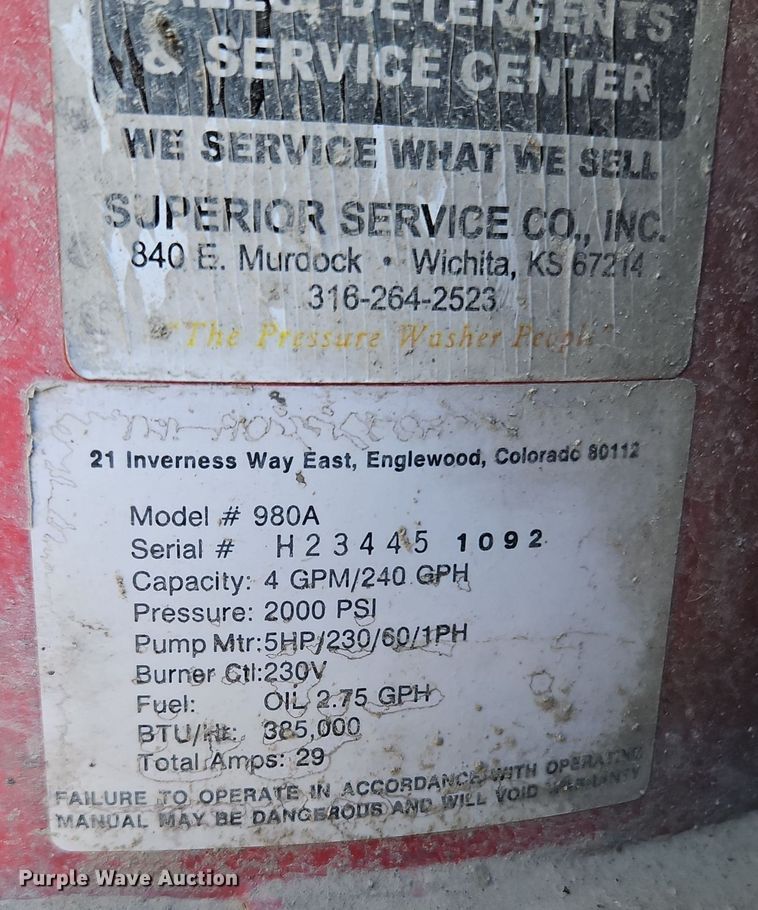 DETERGENTS
& SERVICE CENTER
WE SERVICE WHAT WE SELL
SUPERIOR SERVICE CO., INC.
840 E. Murdock • Wichita, KS 67214
316-264-2523
"The Pressure Washer People"
21 Inverness Way East, Englewood, Colorado 80112
Model # 980A
Serial # H23445 1092
Capacity: 4 GPM/240 GPH
Pressure: 2000 PSI
Pump Mtr:5HP/230/60/1PH
Burner Ctl:230V
Fuel: OIL 2.75 GPH
BTU/Hr: 385,000
Total Amps: 29
FAILURE TO OPERATE IN ACCORDANCE WITH OPERATING
MANUAL MAY BE DANGEROUS AND WILL VOID WARRANTY
Purple Wave Auction